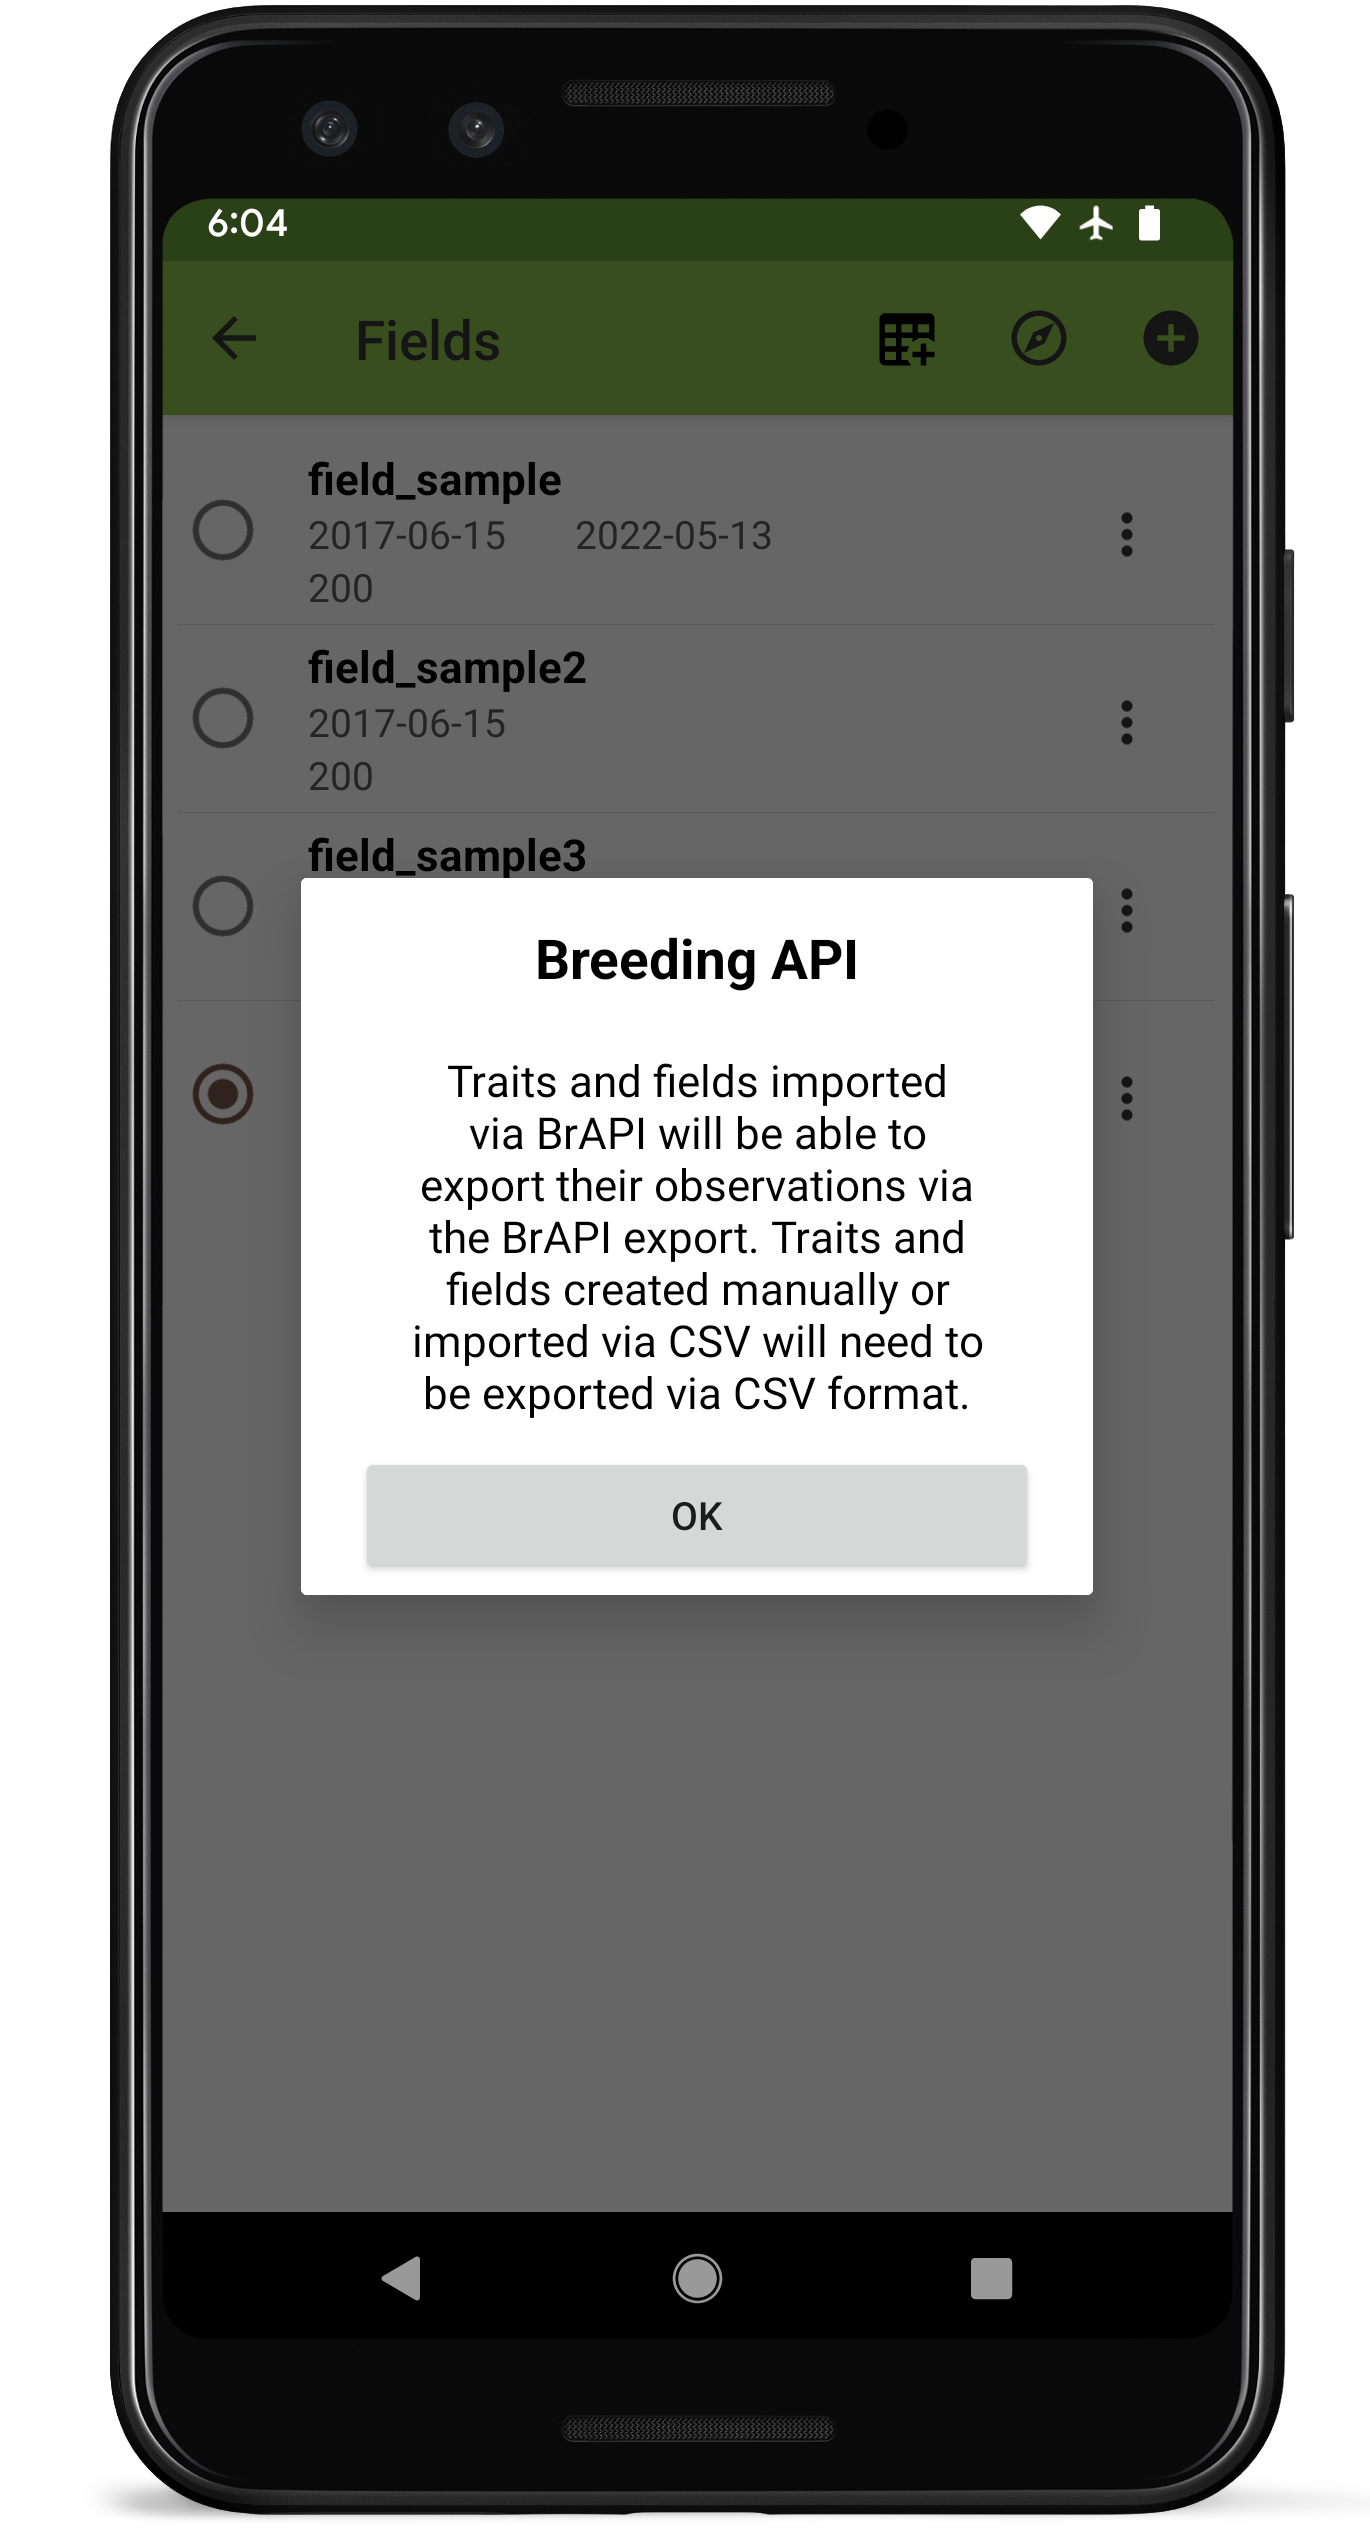 6:04
Fields
field_sample
2017-06-15 2022-05-13
200
field_sample2
2017-06-15
200
field_sample3
Breeding API
Traits and fields imported
via BrAPI will be able to
export their observations via
the BrAPI export. Traits and
fields created manually or
imported via CSV will need to
be exported via CSV format.
OK